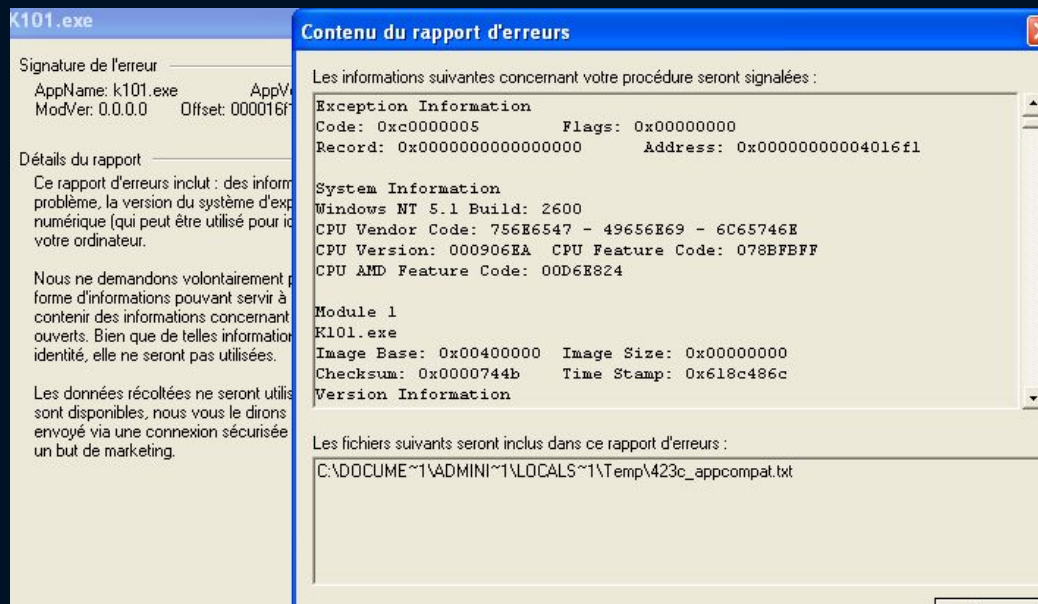 K101.exe
Signature de l'erreur
AppName: k101.exe
ModVer: 0.0.0.0 Offset:
Détails du rapport
Ce rapport d'erreurs inclut : des
problème, la version du système
numérique (qui peut être utilisé pour
votre ordinateur.
Nous ne demandons volontairement
forme d'informations pouvant servir à
contenir des informations concernant
ouverts. Bien que de telles
identité, elle ne seront pas utilisées.
Les données récoltées ne seront
sont disponibles, nous vous le dirons
envoyé via une connexion sécurisée
un but de marketing.
Contenu du rapport d'erreurs
Les informations suivantes concernant votre procédure seront signalées :
Exception Information
Code: 0xc0000005 Flags: 0x00000000
Record: 0x0000000000000000 Address: 0x00000000004016f1
System Information
Windows NT 5.1 Build: 2600
CPU Vendor Code: 756E6547 - 49656E69 - 6C65746E
CPU Version: 000906EA CPU Feature Code: 078BFBFF
CPU AMD Feature Code: 00D6E824
Module 1
K101.exe
Image Base: 0x00400000 Image Size: 0x00000000
Checksum: 0x0000744b Time Stamp: 0x618c486c
Version Information
Les fichiers suivants seront inclus dans ce rapport d'erreurs :
C:\DOCUME~1\ADMINI~1\LOCALS~1\Temp\423c_appcompat.txt